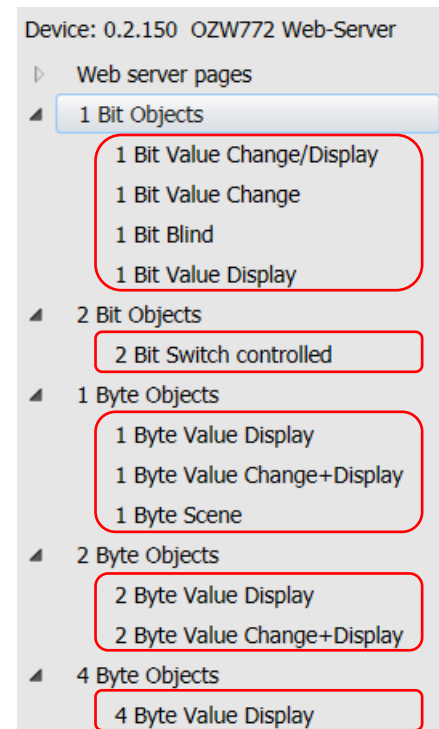 Device: 0.2.150 OZW772 Web-Server
Web server pages
1 Bit Objects
1 Bit Value Change/Display
1 Bit Value Change
1 Bit Blind
1 Bit Value Display
2 Bit Objects
2 Bit Switch controlled
1 Byte Objects
1 Byte Value Display
1 Byte Value Change+Display
1 Byte Scene
2 Byte Objects
2 Byte Value Display
2 Byte Value Change+Display
4 Byte Objects
4 Byte Value Display